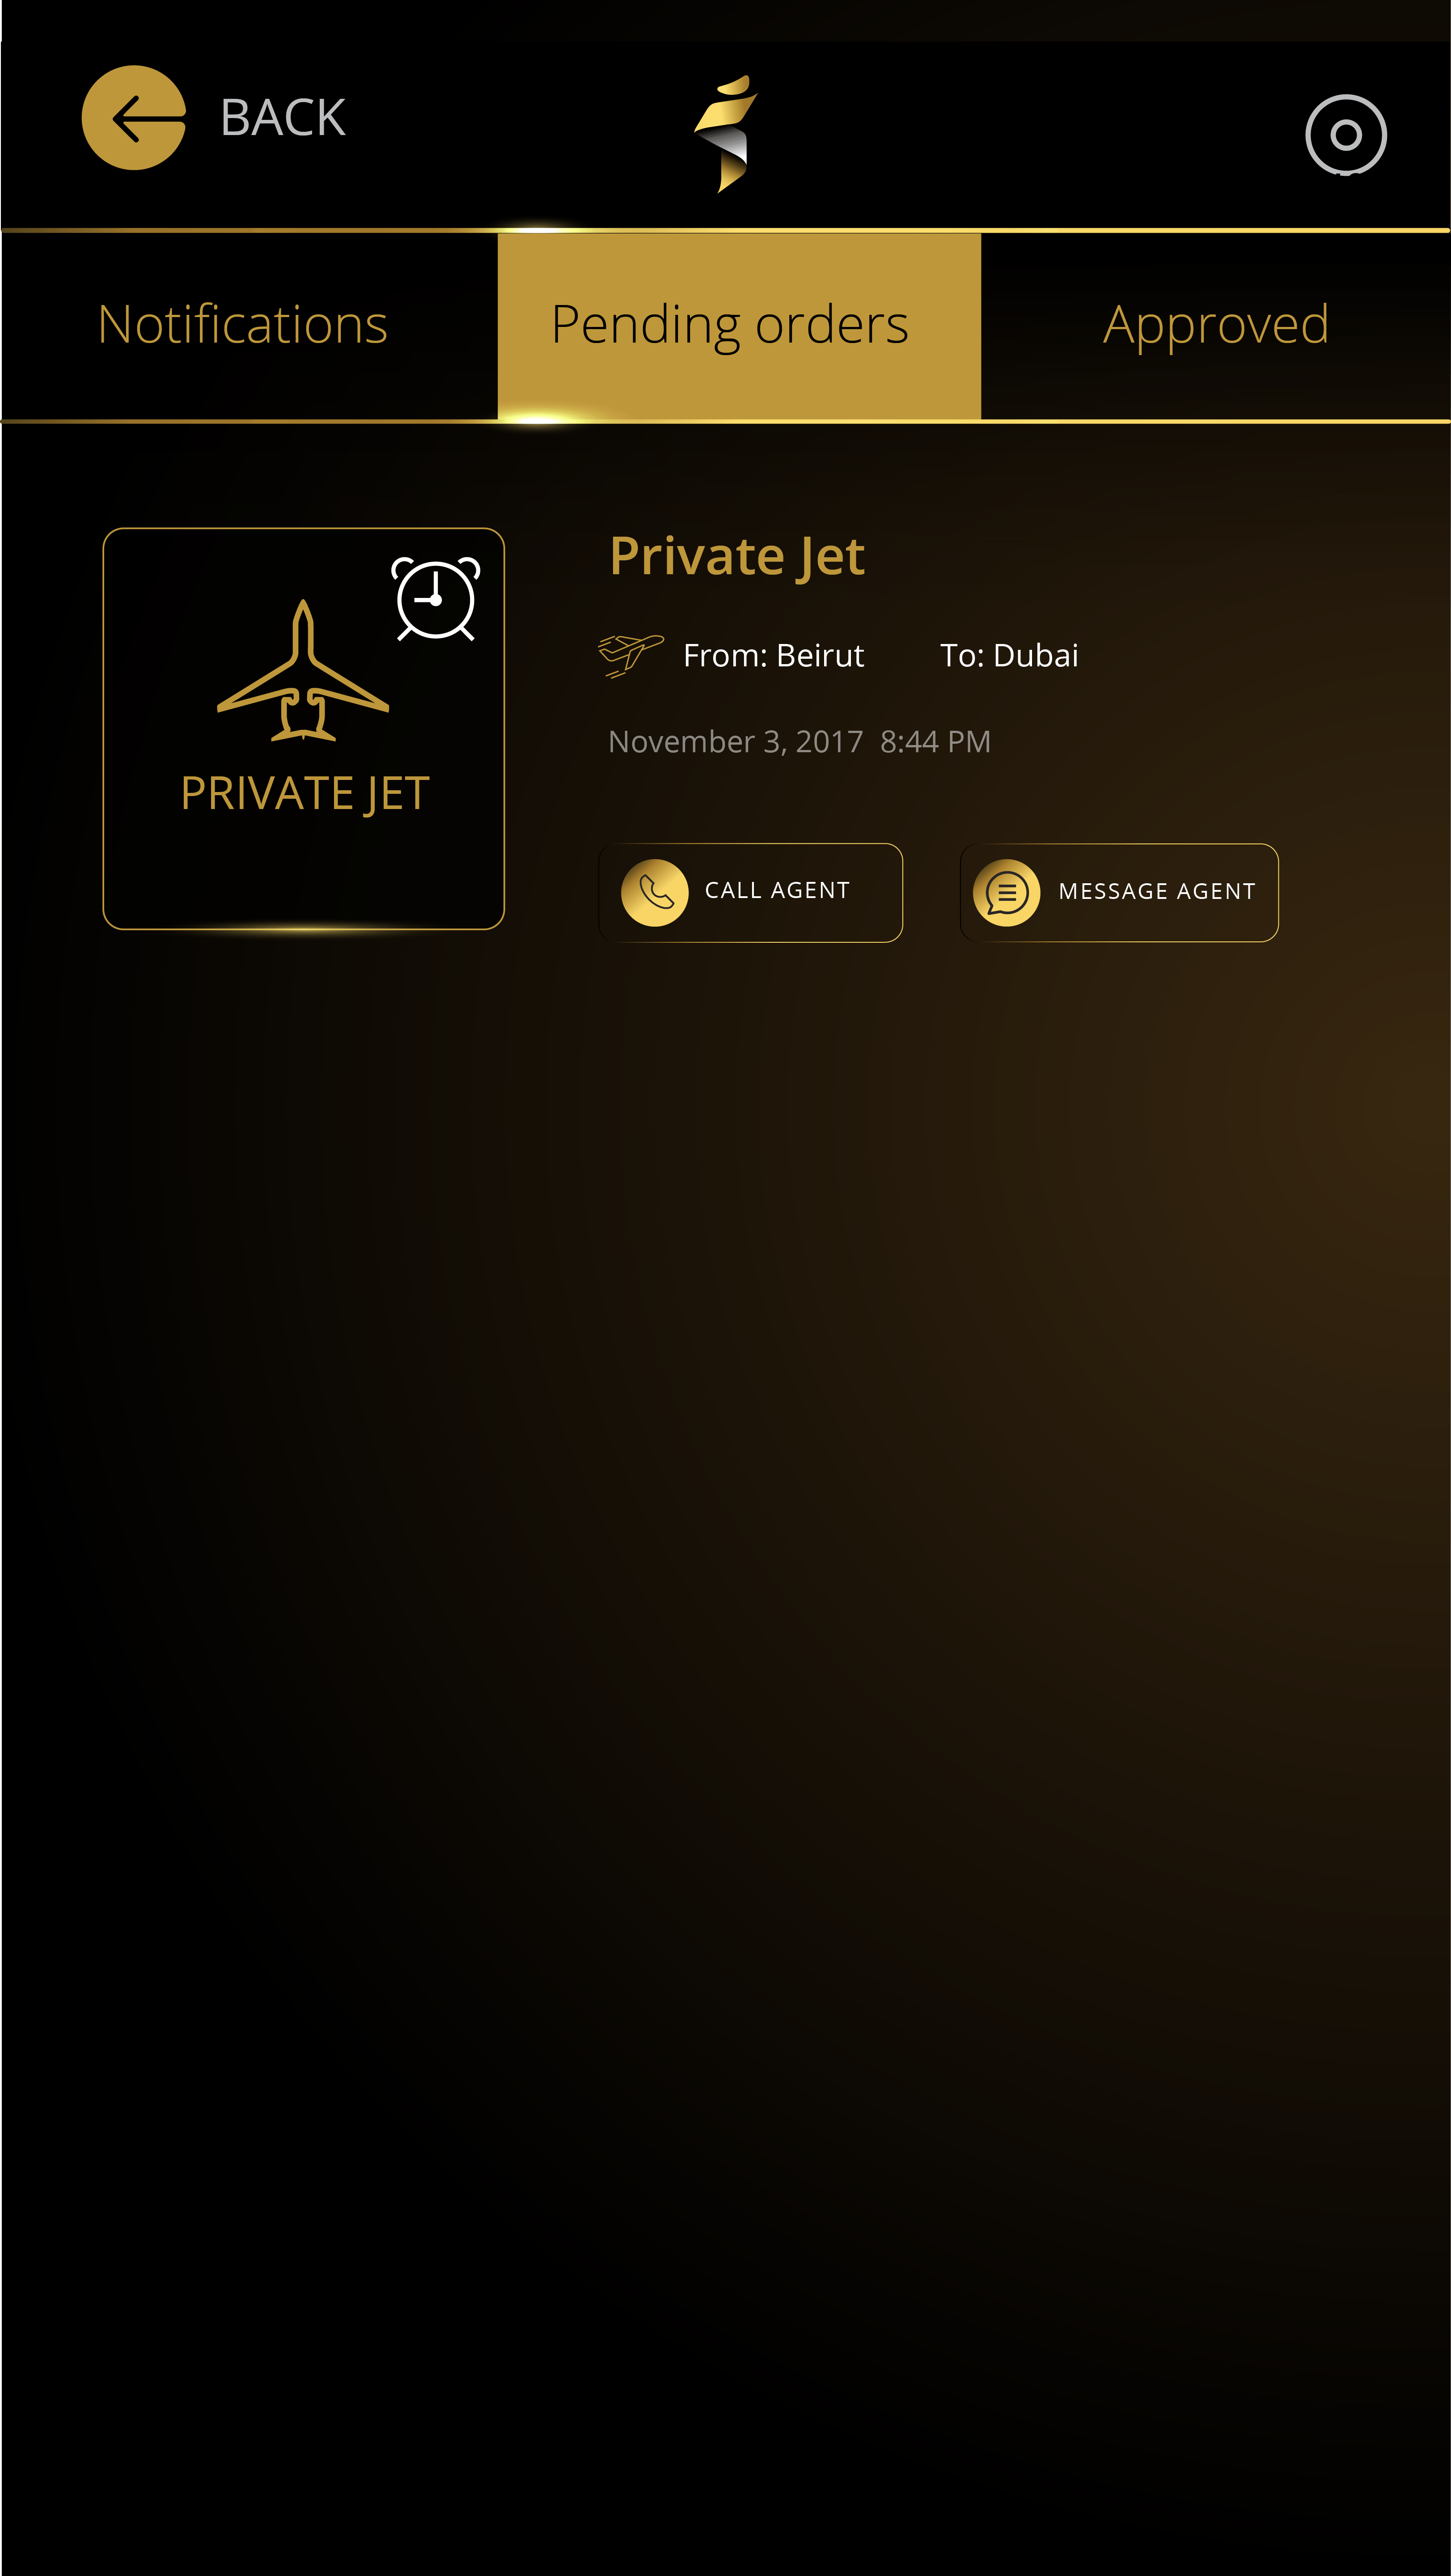 BACK
Notifications
Pending orders
Approved
Private Jet
From: Beirut
To: Dubai
November 3, 2017  8:44 PM
PRIVATE JET
CALL AGENT
MESSAGE AGENT